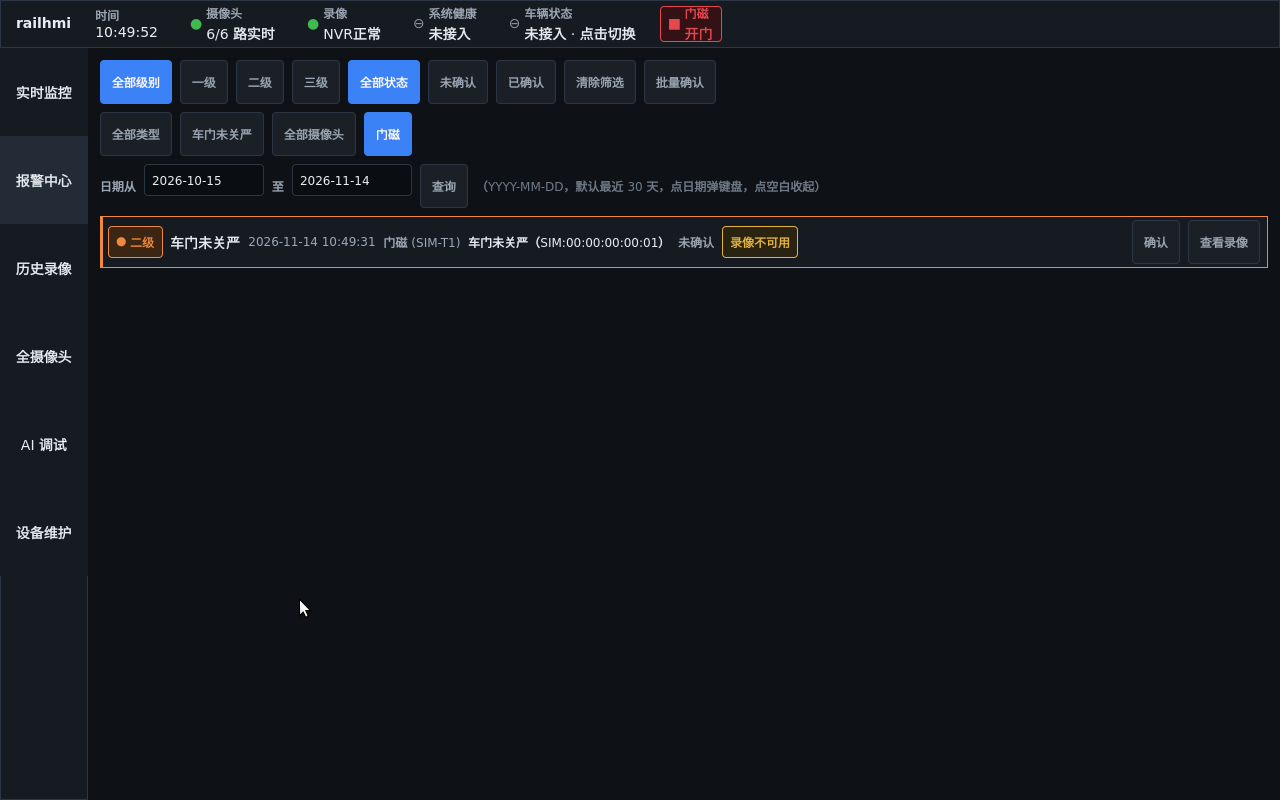 railhmi
时间
10:49:52
摄像头
6/6 路实时
录像
NVR正常
系统健康
未接入
车辆状态
未接入 · 点击切换
门磁
开门
实时监控
报警中心
历史录像
全摄像头
AI 调试
设备维护
全部级别 一级 二级 三级 全部状态 未确认 已确认 清除筛选 批量确认
全部类型 车门未关严 全部摄像头 门磁
日期从 2026-10-15 至 2026-11-14 查询 (YYYY-MM-DD，默认最近 30 天，点日期弹键盘，点空白收起)
二级 车门未关严 2026-11-14 10:49:31 门磁 (SIM-T1) 车门未关严（SIM:00:00:00:00:01） 未确认 录像不可用 确认 查看录像